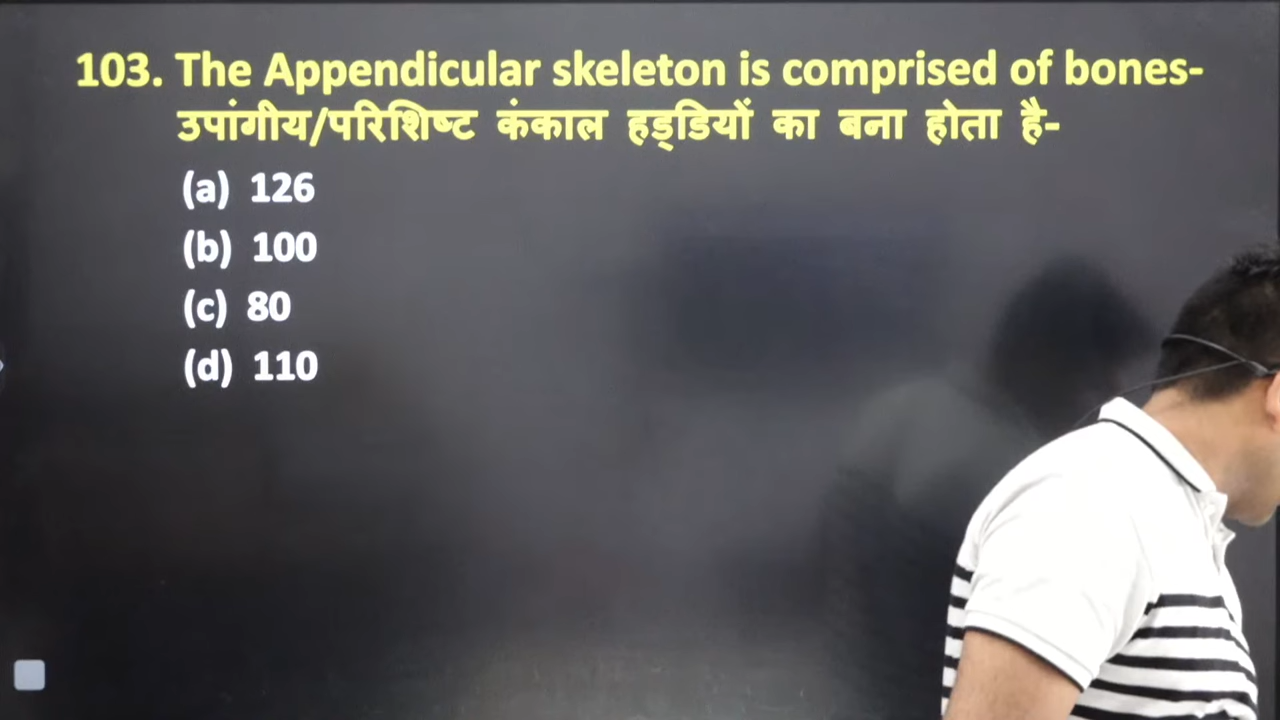 103. The Appendicular skeleton is comprised of bones-
उपांगीय/परिशिष्ट कंकाल हड्डियों का बना होता है-
(a) 126
(b) 100
(c) 80
(d) 110